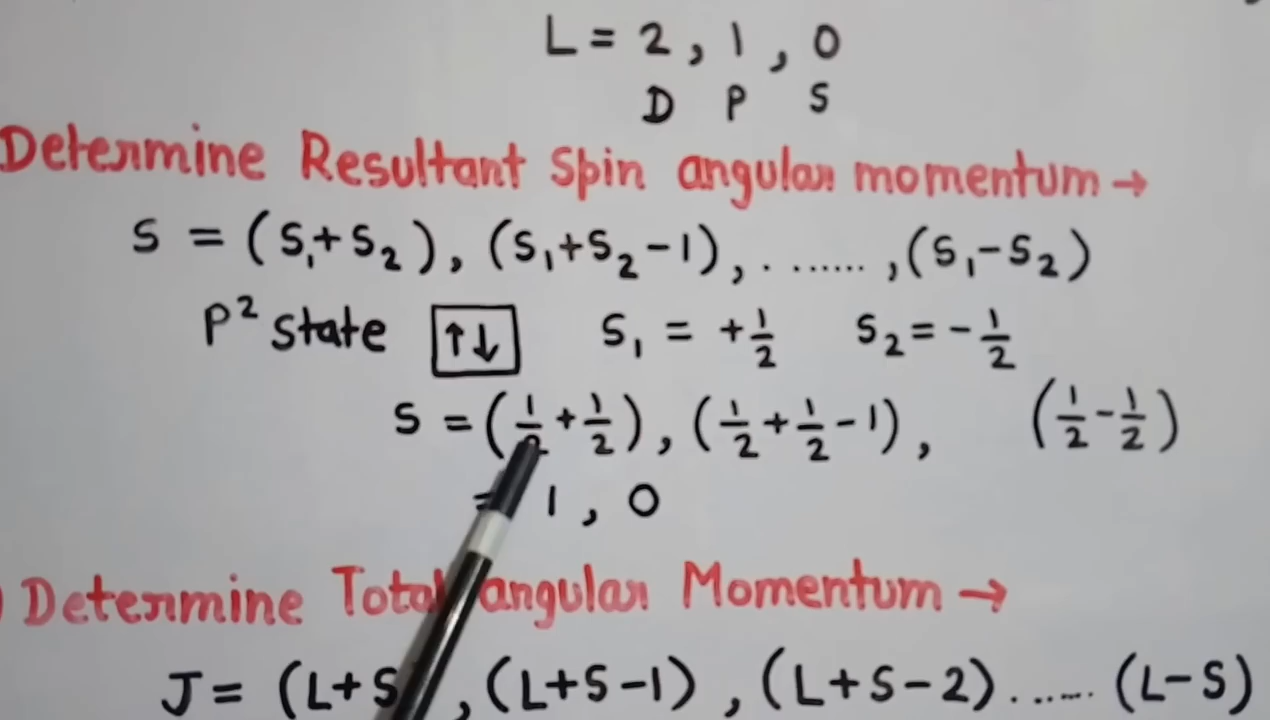 L = 2 , 1 , 0
D P S
Determine Resultant Spin angular momentum →
S = (S₁+S₂), (S₁+S₂-1), ........ ,(S₁-S₂)
P² state ↑↓ S₁ = +1/2 S₂ = -1/2
S = (1/2 + 1/2), (1/2 + 1/2 - 1), (1/2 - 1/2)
= 1 , 0
Determine Total angular Momentum →
J = (L+S ,(L+S-1) ,(L+S-2)...... (L-S)